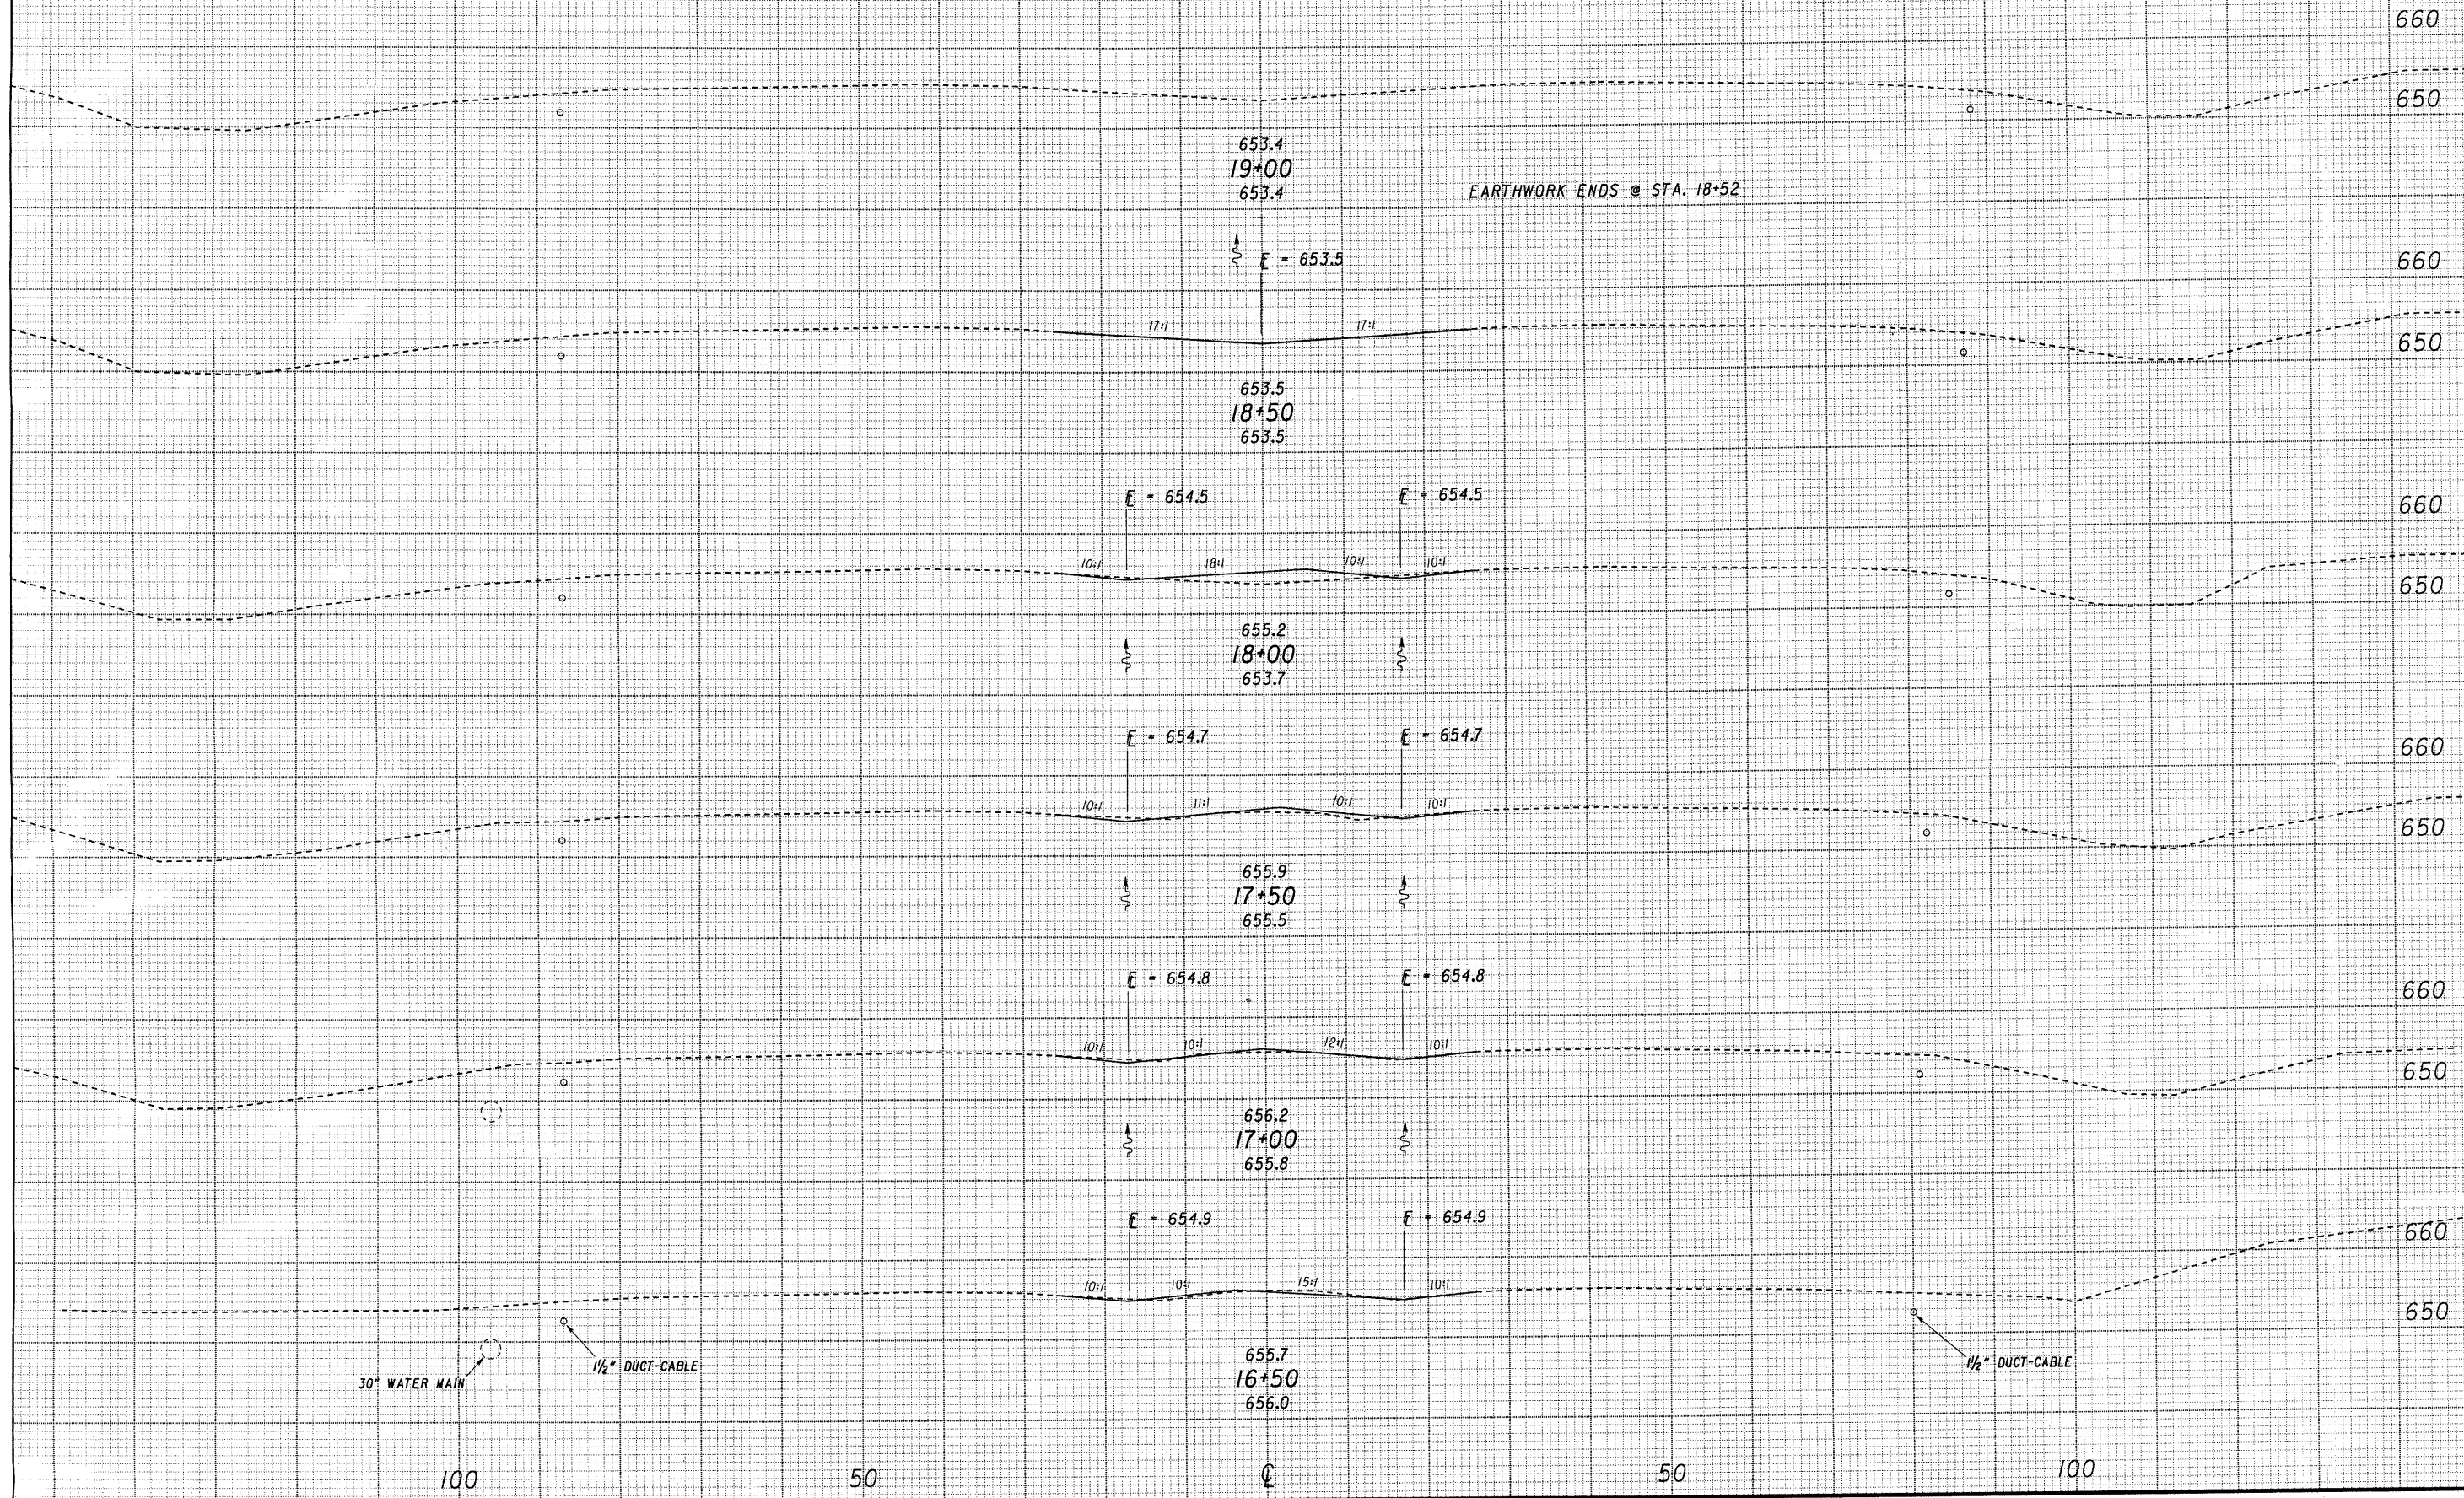 660
650
653.4
19+00
653.4
EARTHWORK ENDS @ STA. 18+52
E = 653.5
660
17:1 17:1
650
653.5
18+50
653.5
E = 654.5 E = 654.5
660
10:1 18:1 10:1 10:1
650
655.2
18+00
653.7
E = 654.7 E = 654.7
660
10:1 11:1 10:1 10:1
650
655.9
17+50
655.5
E = 654.8 E = 654.8
660
10:1 10:1 12:1 10:1
650
656.2
17+00
655.8
E = 654.9 E = 654.9
660
10:1 10:1 15:1 10:1
650
1½" DUCT-CABLE
30" WATER MAIN
655.7
16+50
656.0
1½" DUCT-CABLE
100 50 ℄ 50 100